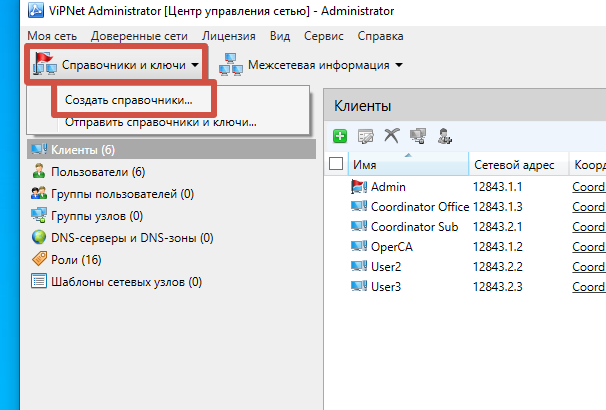 ViPNet Administrator [Центр управления сетью] - Administrator
Моя сеть Доверенные сети Лицензия Вид Сервис Справка
Справочники и ключи Межсетевая информация
Создать справочники...
Отправить справочники и ключи...
Клиенты (6)
Пользователи (6)
Группы пользователей (0)
Группы узлов (0)
DNS-серверы и DNS-зоны (0)
Роли (16)
Шаблоны сетевых узлов (0)
Клиенты
Имя Сетевой адрес Коорд
Admin 12843.1.1 Coord
Coordinator Office 12843.1.3 Coord
Coordinator Sub 12843.2.1 Coord
OperCA 12843.1.2 Coord
User2 12843.2.2 Coord
User3 12843.2.3 Coord